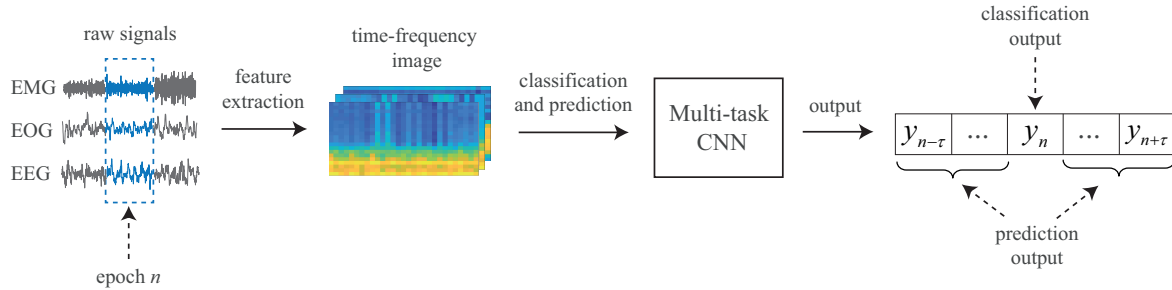 raw signals
EMG
EOG
EEG
epoch n
feature
extraction
time-frequency
image
classification
and prediction
Multi-task
CNN
output
classification
output
y_{n-τ} ... y_n ... y_{n+τ}
prediction
output